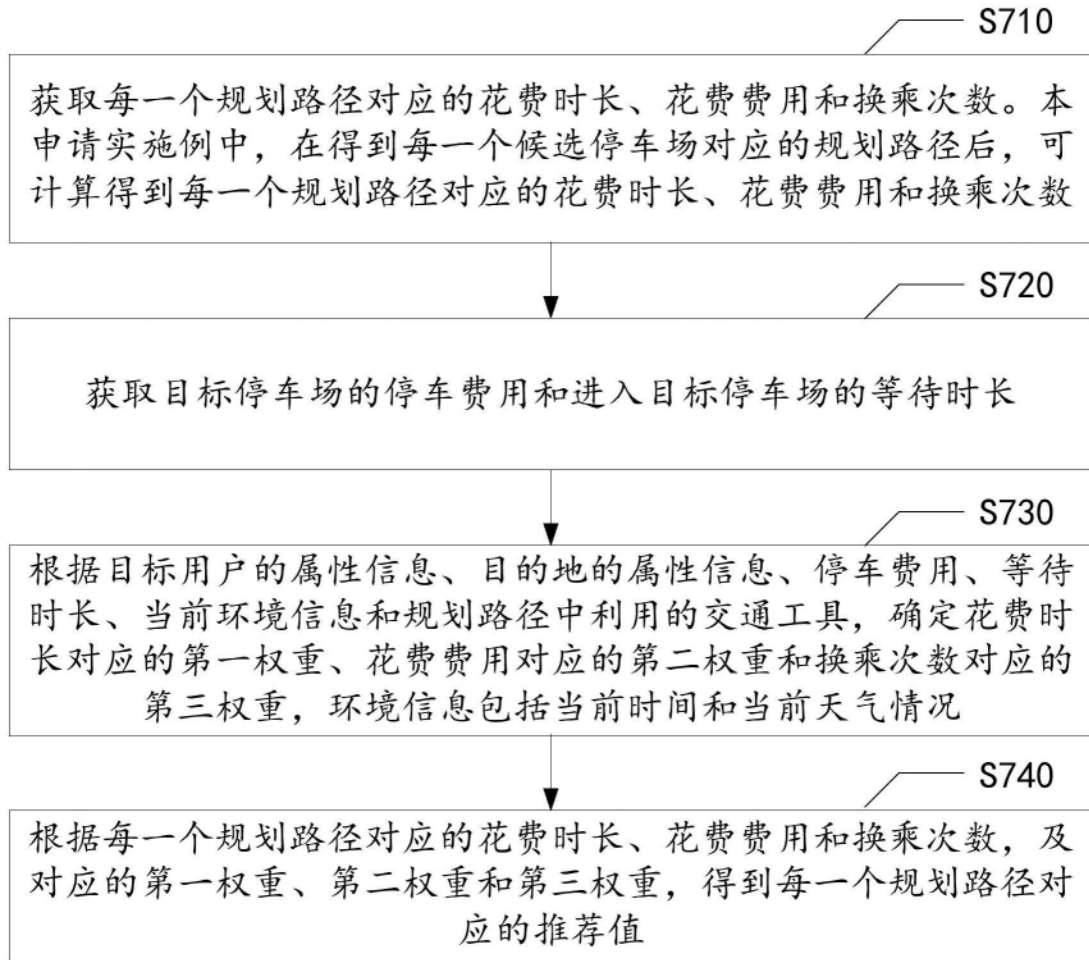 S710
获取每一个规划路径对应的花费时长、花费费用和换乘次数。本
申请实施例中，在得到每一个候选停车场对应的规划路径后，可
计算得到每一个规划路径对应的花费时长、花费费用和换乘次数
S720
获取目标停车场的停车费用和进入目标停车场的等待时长
S730
根据目标用户的属性信息、目的地的属性信息、停车费用、等待
时长、当前环境信息和规划路径中利用的交通工具，确定花费时
长对应的第一权重、花费费用对应的第二权重和换乘次数对应的
第三权重，环境信息包括当前时间和当前天气情况
S740
根据每一个规划路径对应的花费时长、花费费用和换乘次数，及
对应的第一权重、第二权重和第三权重，得到每一个规划路径对
应的推荐值